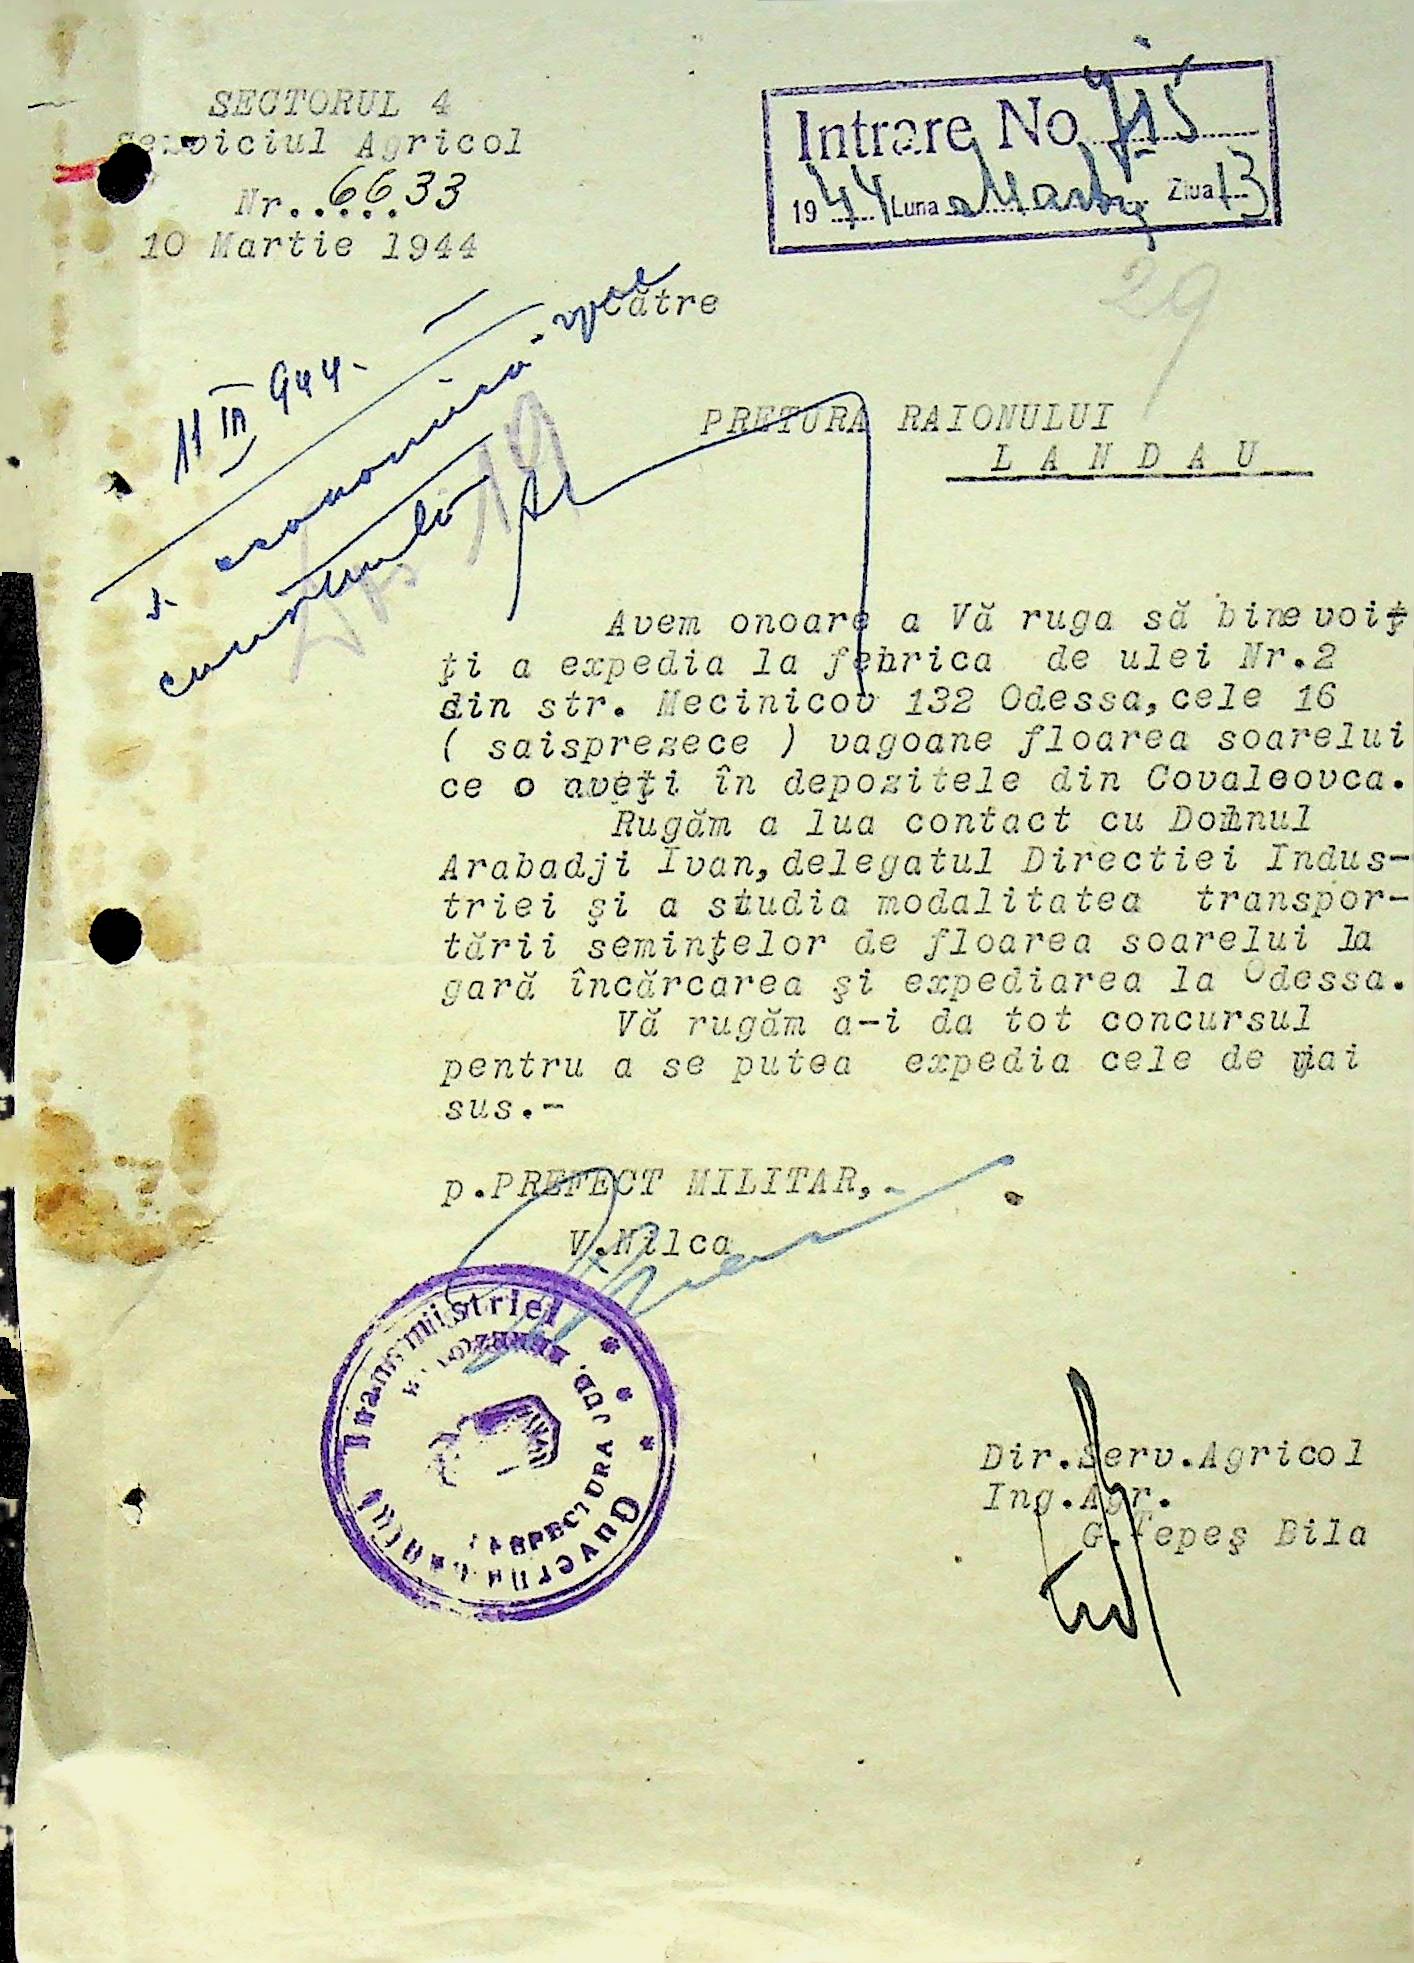 SECTORUL 4
Serviciul Agricol
Nr..6633
10 Martie 1944
Intrare No 715
1944 Luna Martie Ziua 13
29
către
11 III 944.-
PRETURA RAIONULUI
L A N D A U
Avem onoare a Vă ruga să binevoiţ
ţi a expedia la fabrica de ulei Nr.2
din str. Mecinicov 132 Odessa, cele 16
( saisprezece ) vagoane floarea soarelui
ce o aveţi în depozitele din Covaleovca.
Rugăm a lua contact cu Domnul
Arabadji Ivan, delegatul Directiei Indus-
triei şi a studia modalitatea transpor-
tării seminţelor de floarea soarelui la
gară încărcarea şi expediarea la Odessa.
Vă rugăm a-i da tot concursul
pentru a se putea expedia cele de mai
sus.-
p.PREFECT MILITAR,
V.Nilca
Guvernământul Transnistriei
PREFECTURA JUD.
Dir.Serv.Agricol
Ing.Agr.
G.Tepeş Bila